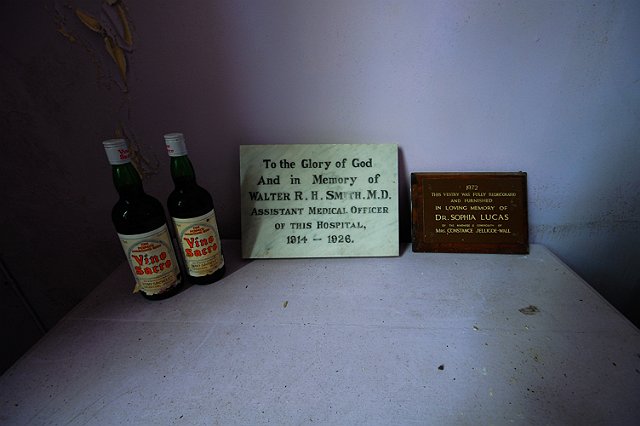 Vino
Sacro
Vino
Sacro
To the Glory of God
And in Memory of
WALTER R. H. SMITH. M.D.
ASSISTANT MEDICAL OFFICER
OF THIS HOSPITAL,
1914 — 1926.
1972
THIS VESTRY WAS FULLY REDECORATED
AND FURNISHED
IN LOVING MEMORY OF
DR. SOPHIA LUCAS
MRS. CONSTANCE JELLICOE-WALL